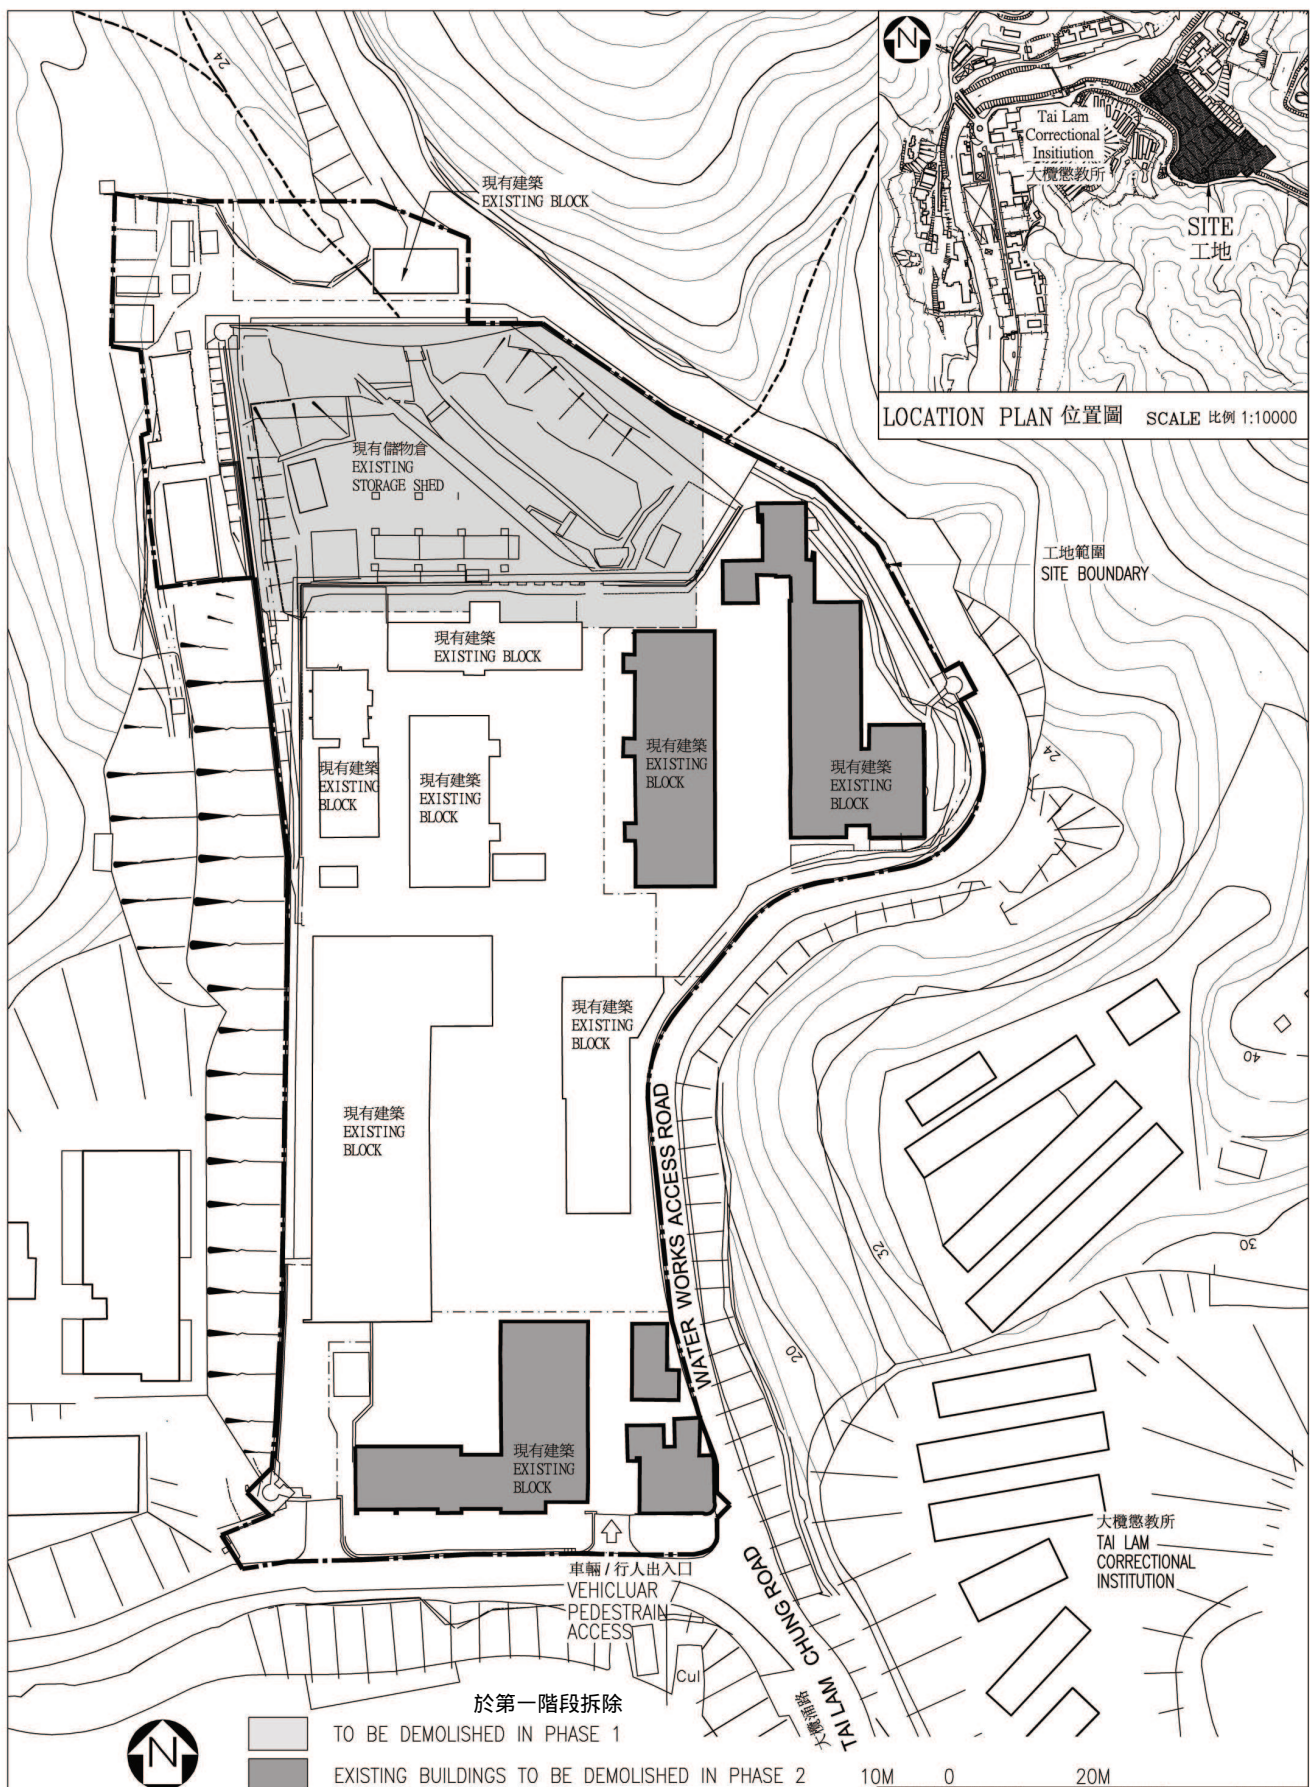 N
Tai Lam
Correctional
Insitiution
大欖懲教所
SITE
工地
LOCATION PLAN 位置圖 SCALE 比例 1:10000
24
現有建築
EXISTING BLOCK
現有儲物倉
EXISTING
STORAGE SHED
工地範圍
SITE BOUNDARY
現有建築
EXISTING BLOCK
現有建築
EXISTING
BLOCK
現有建築
EXISTING
BLOCK
現有建築
EXISTING
BLOCK
現有建築
EXISTING
BLOCK
24
現有建築
EXISTING
BLOCK
現有建築
EXISTING
BLOCK
40
WATER WORKS ACCESS ROAD
32
30
20
現有建築
EXISTING
BLOCK
大欖懲教所
TAI LAM
CORRECTIONAL
INSTITUTION
車輛 / 行人出入口
VEHICLUAR
PEDESTRAIN
ACCESS
Cul
大欖涌路
TAI LAM CHUNG ROAD
於第一階段拆除
N
TO BE DEMOLISHED IN PHASE 1
EXISTING BUILDINGS TO BE DEMOLISHED IN PHASE 2
10M 0 20M